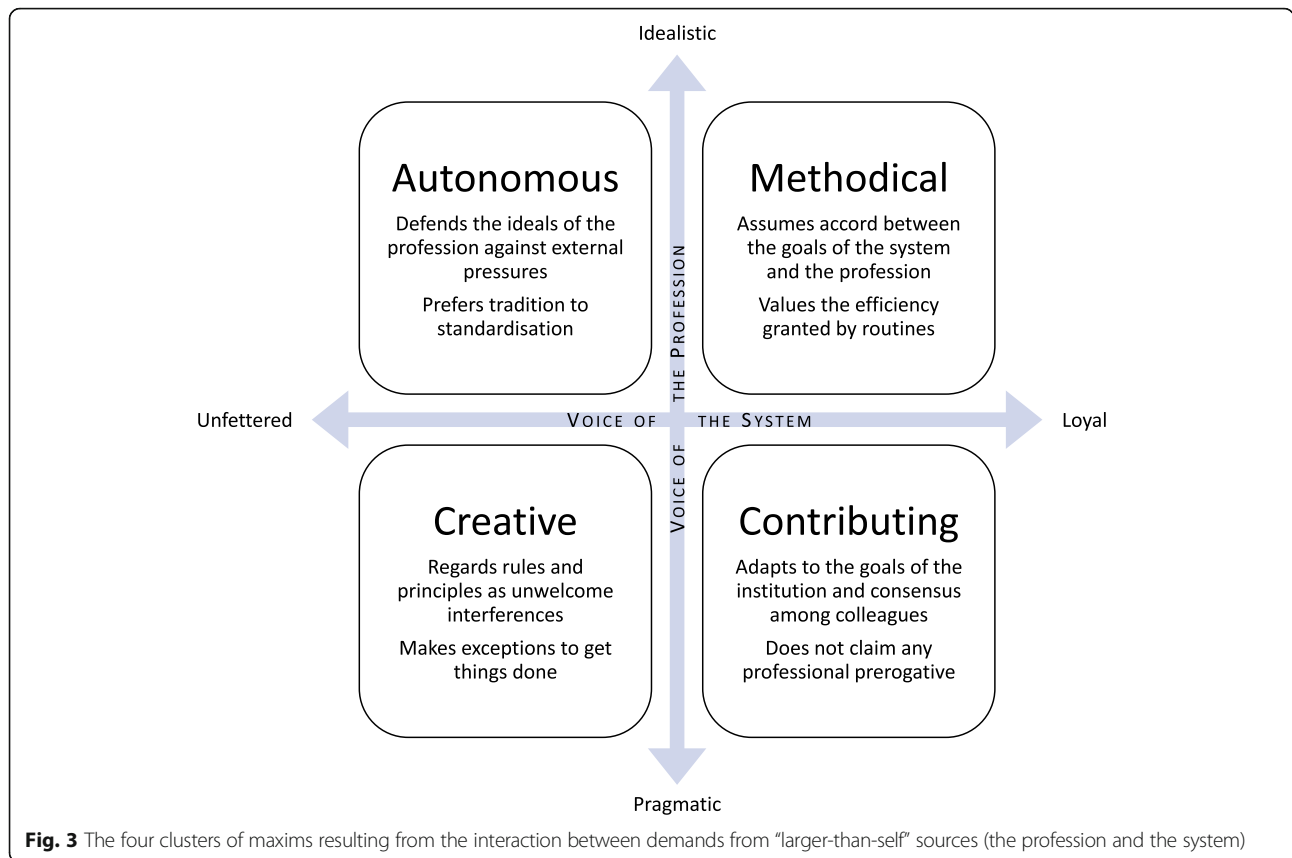 Idealistic
Autonomous
Defends the ideals of the
profession against external
pressures
Prefers tradition to
standardisation
Methodical
Assumes accord between
the goals of the system
and the profession
Values the efficiency
granted by routines
VOICE OF THE PROFESSION
Unfettered
VOICE OF THE SYSTEM
Loyal
Creative
Regards rules and
principles as unwelcome
interferences
Makes exceptions to get
things done
Contributing
Adapts to the goals of the
institution and consensus
among colleagues
Does not claim any
professional prerogative
Pragmatic
Fig. 3 The four clusters of maxims resulting from the interaction between demands from “larger-than-self” sources (the profession and the system)